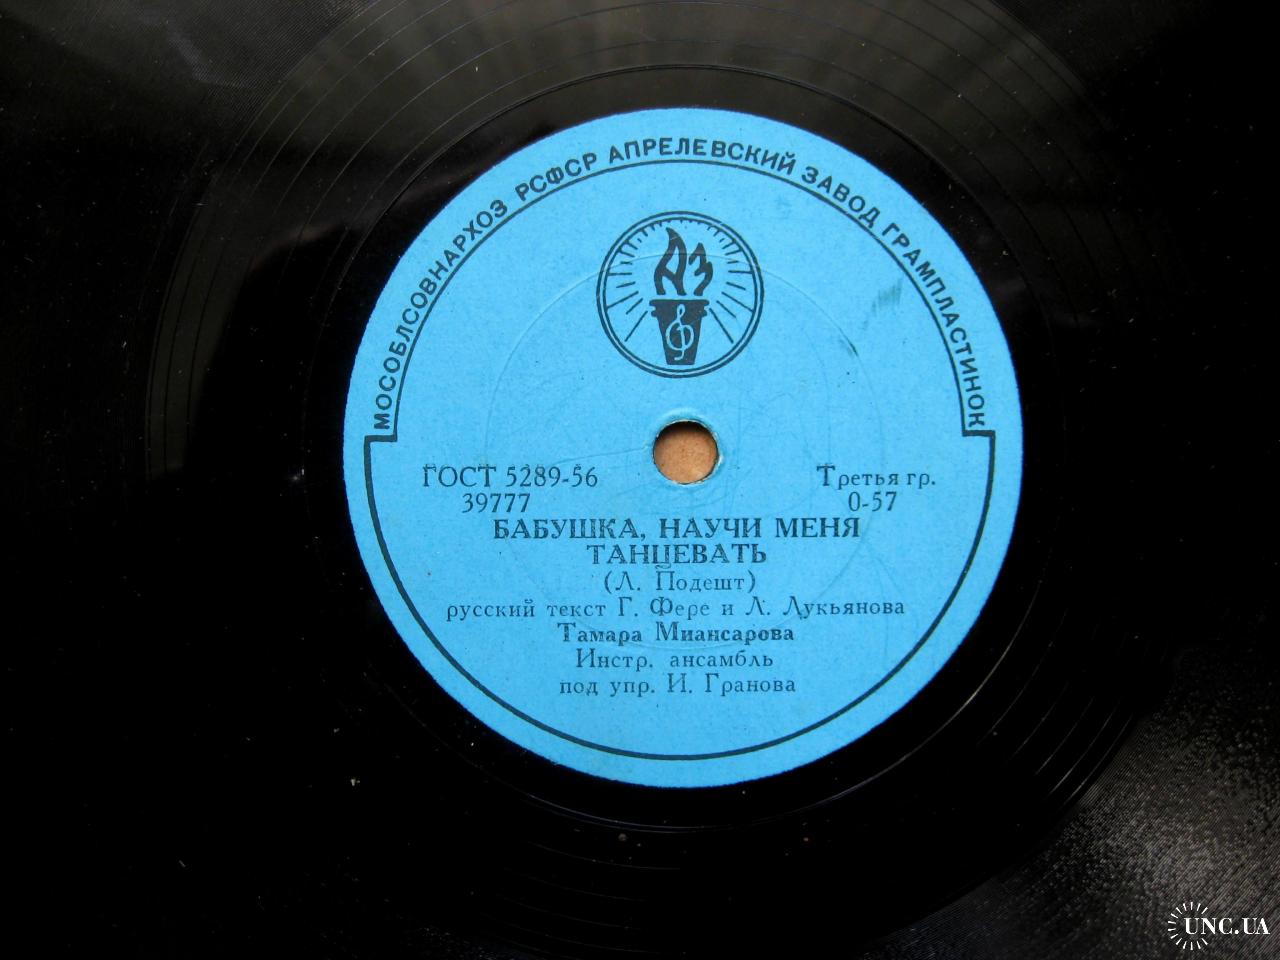 МОСОБЛСОВНАРХОЗ РСФСР АПРЕЛЕВСКИЙ ЗАВОД ГРАМПЛАСТИНОК
АЗ
ГОСТ 5289-56
Третья гр.
39777
0-57
БАБУШКА, НАУЧИ МЕНЯ
ТАНЦЕВАТЬ
(Л. Подешт)
русский текст Г. Фере и Л. Лукьянова
Тамара Миансарова
Инстр. ансамбль
под упр. И. Гранова
UNC.UA